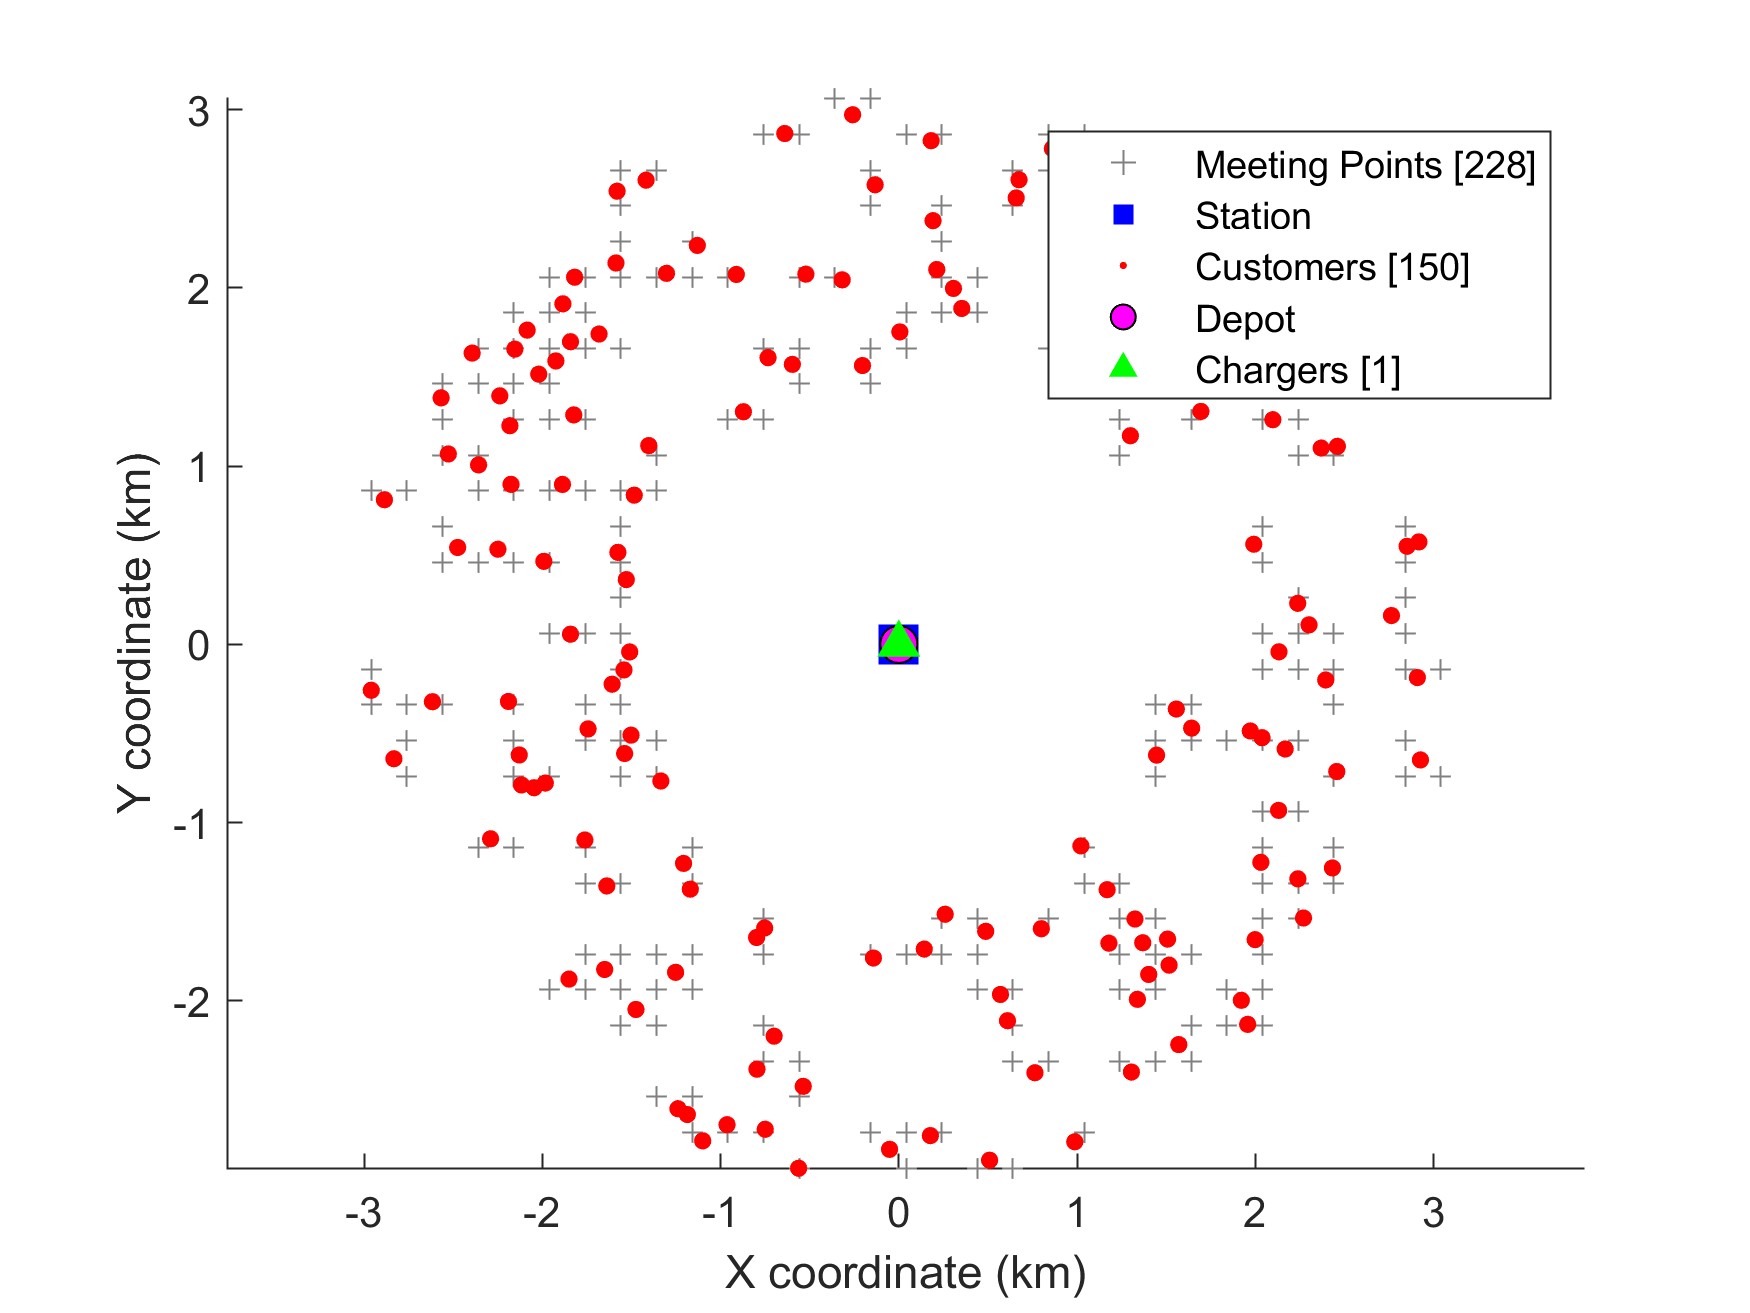 3
2
1
0
-1
-2
-3
-2
-1
0
1
2
3
Y coordinate (km)
X coordinate (km)
Meeting Points [228]
Station
Customers [150]
Depot
Chargers [1]